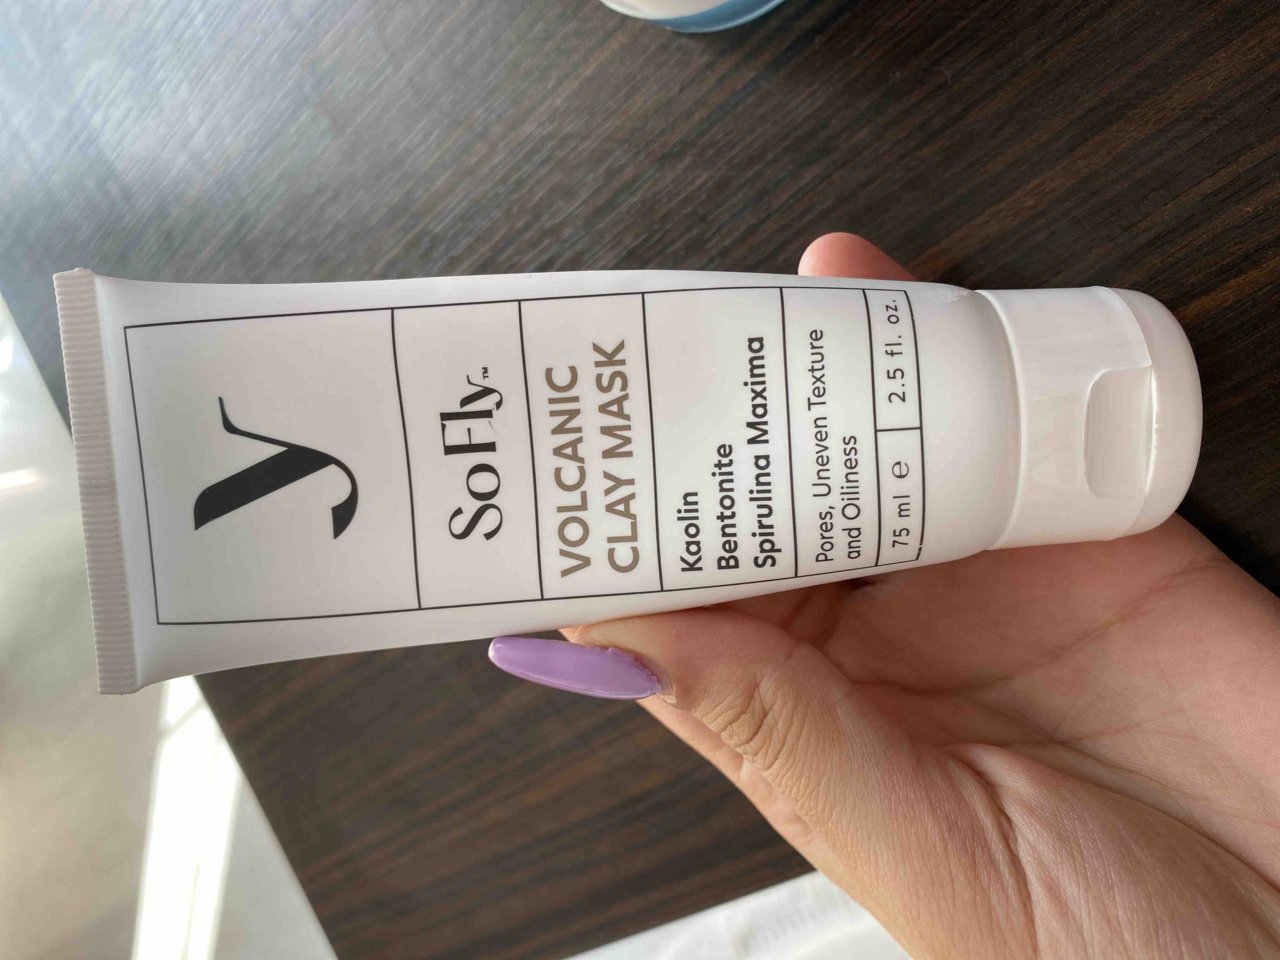 y
SoFly™
VOLCANIC
CLAY MASK
Kaolin
Bentonite
Spirulina Maxima
Pores, Uneven Texture
and Oiliness
75 ml ℮ 2.5 fl. oz.